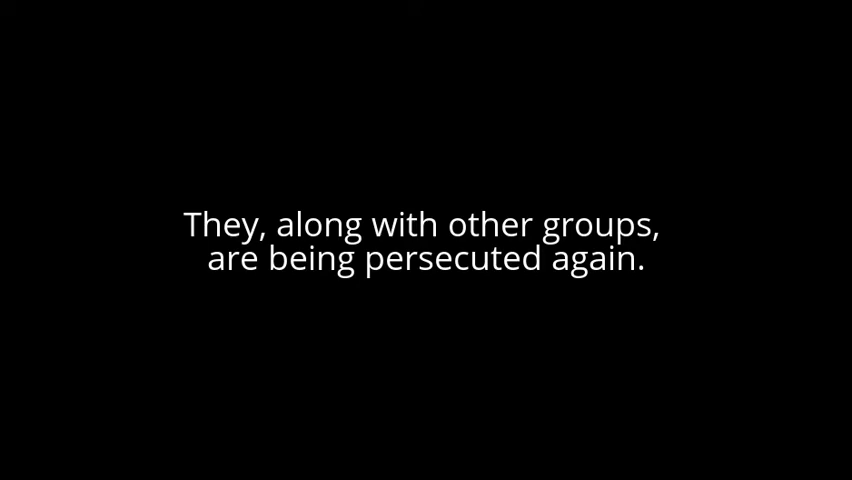 They, along with other groups,
are being persecuted again.